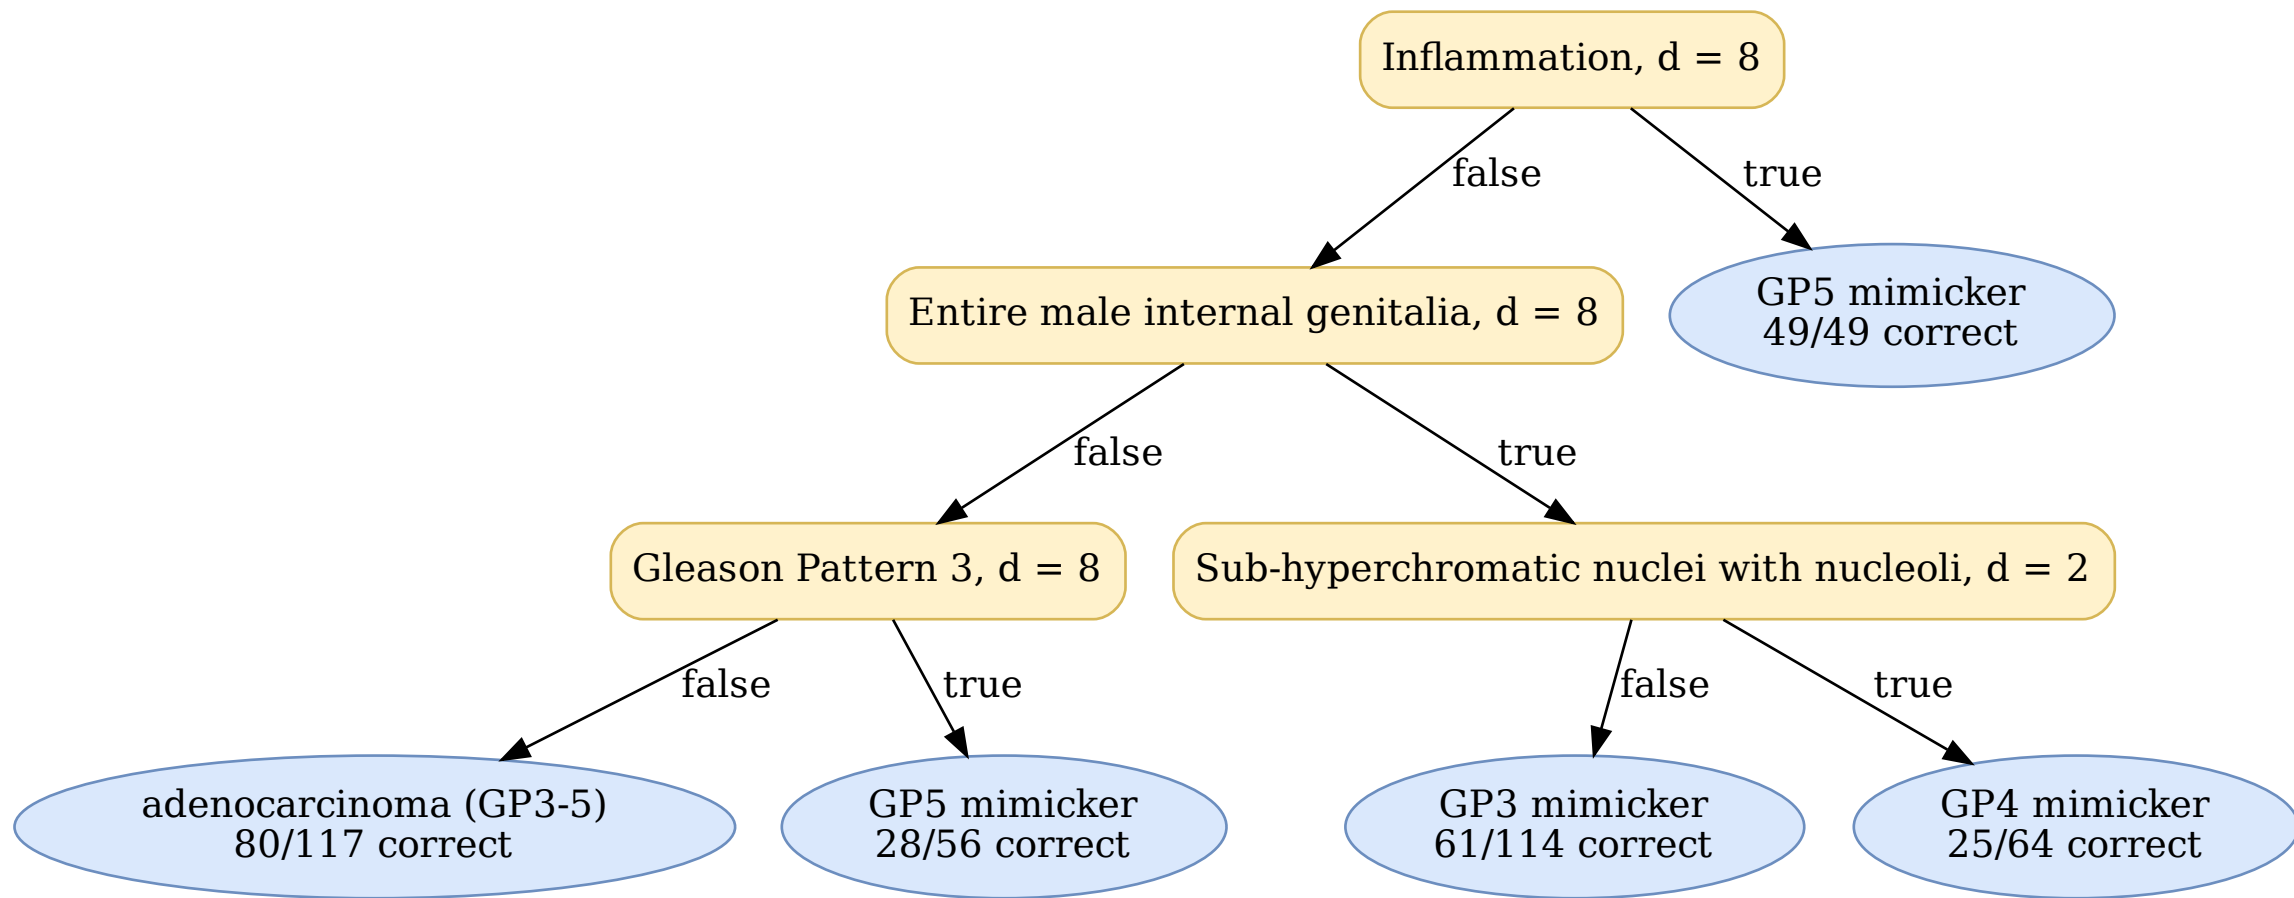 Inflammation, d = 8
false
true
Entire male internal genitalia, d = 8
GP5 mimicker
49/49 correct
false
true
Gleason Pattern 3, d = 8
Sub-hyperchromatic nuclei with nucleoli, d = 2
false
true
false
true
adenocarcinoma (GP3-5)
80/117 correct
GP5 mimicker
28/56 correct
GP3 mimicker
61/114 correct
GP4 mimicker
25/64 correct